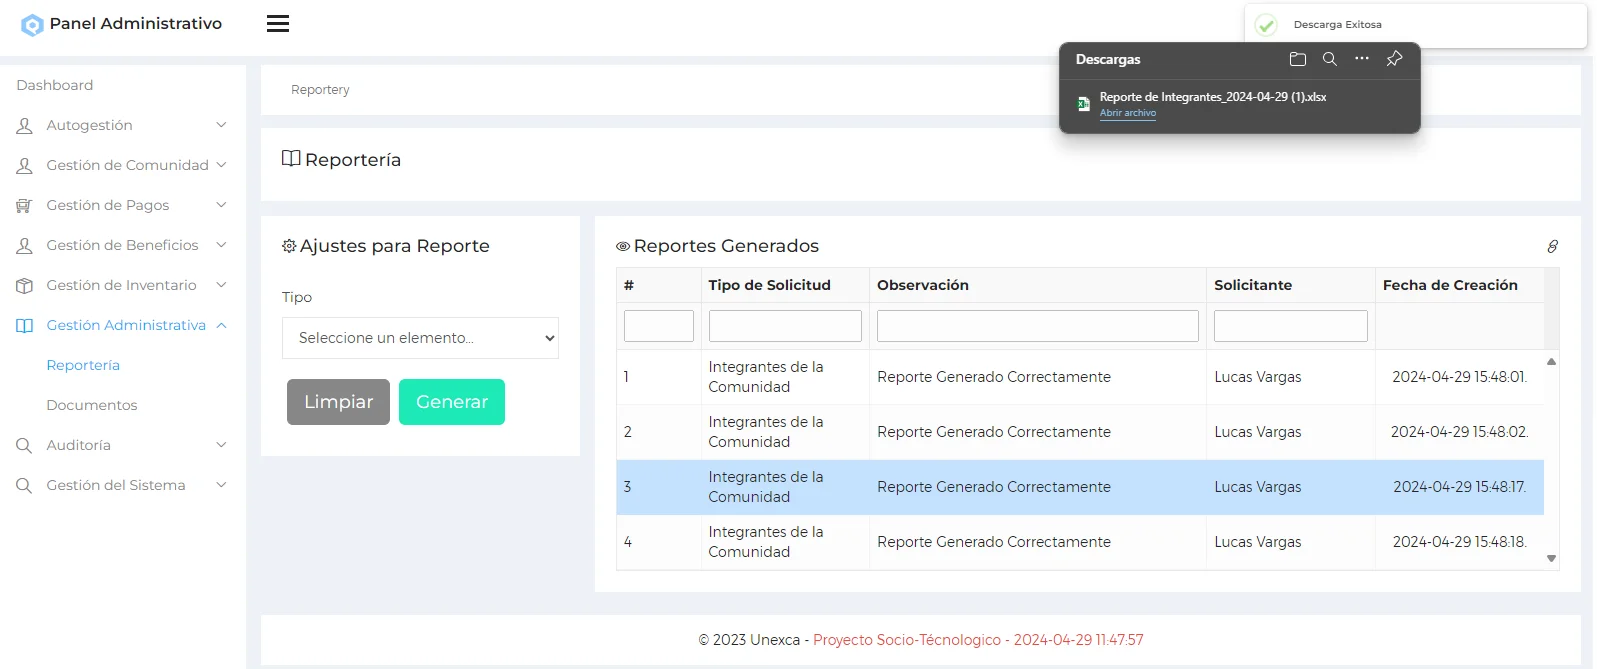 Panel Administrativo
Descarga Exitosa
Descargas
Reporte de Integrantes_2024-04-29 (1).xlsx
Abrir archivo
Dashboard
Autogestión
Gestión de Comunidad
Gestión de Pagos
Gestión de Beneficios
Gestión de Inventario
Gestión Administrativa
Reportería
Documentos
Auditoría
Gestión del Sistema
Reportery
Reportería
Ajustes para Reporte
Tipo
Seleccione un elemento...
Limpiar Generar
Reportes Generados
# Tipo de Solicitud Observación Solicitante Fecha de Creación
1 Integrantes de la Comunidad Reporte Generado Correctamente Lucas Vargas 2024-04-29 15:48:01.
2 Integrantes de la Comunidad Reporte Generado Correctamente Lucas Vargas 2024-04-29 15:48:02.
3 Integrantes de la Comunidad Reporte Generado Correctamente Lucas Vargas 2024-04-29 15:48:17.
4 Integrantes de la Comunidad Reporte Generado Correctamente Lucas Vargas 2024-04-29 15:48:18.
© 2023 Unexca - Proyecto Socio-Técnologico - 2024-04-29 11:47:57